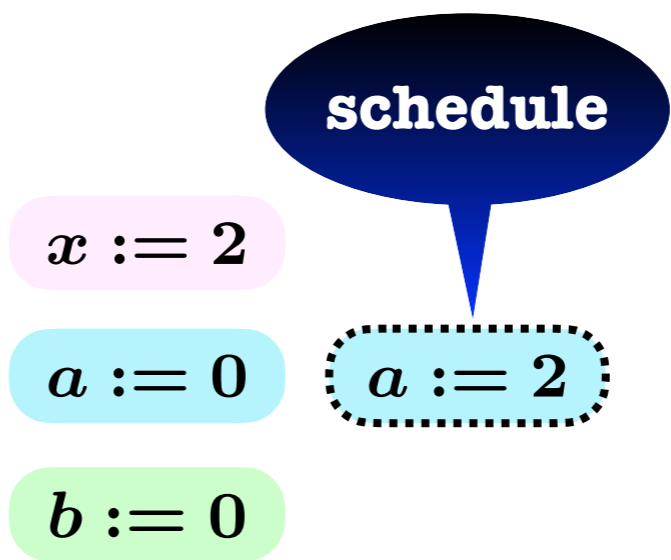 schedule
x := 2
a := 0 a := 2
b := 0